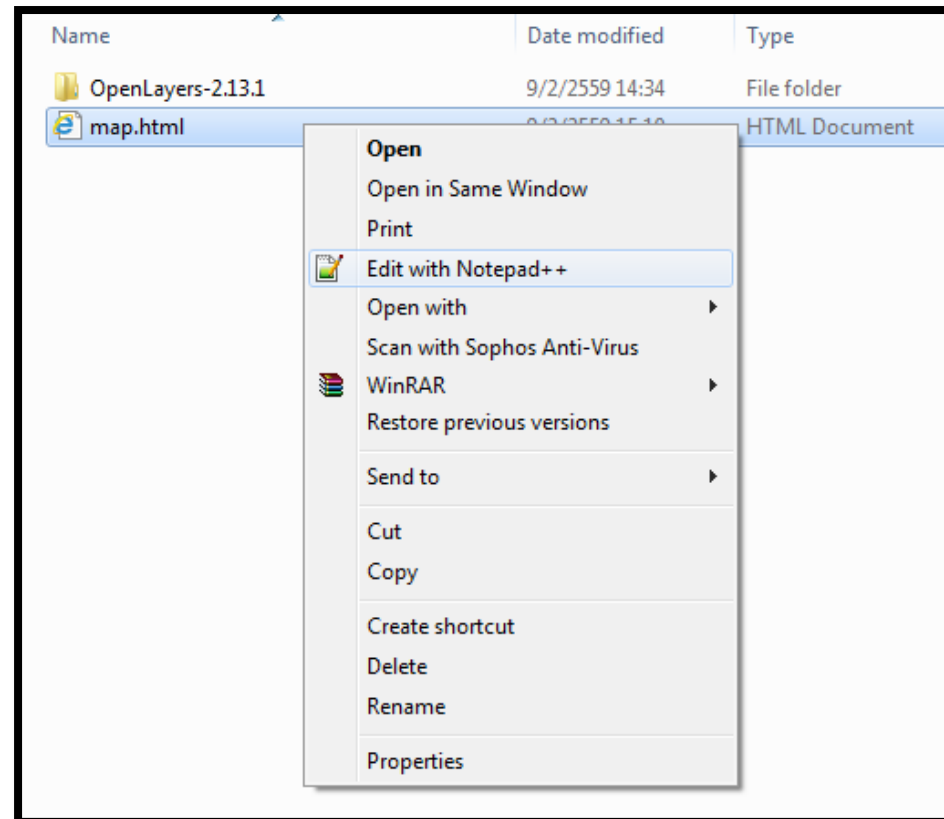 Name Date modified Type
OpenLayers-2.13.1 9/2/2559 14:34 File folder
map.html HTML Document
Open
Open in Same Window
Print
Edit with Notepad++
Open with
Scan with Sophos Anti-Virus
WinRAR
Restore previous versions
Send to
Cut
Copy
Create shortcut
Delete
Rename
Properties